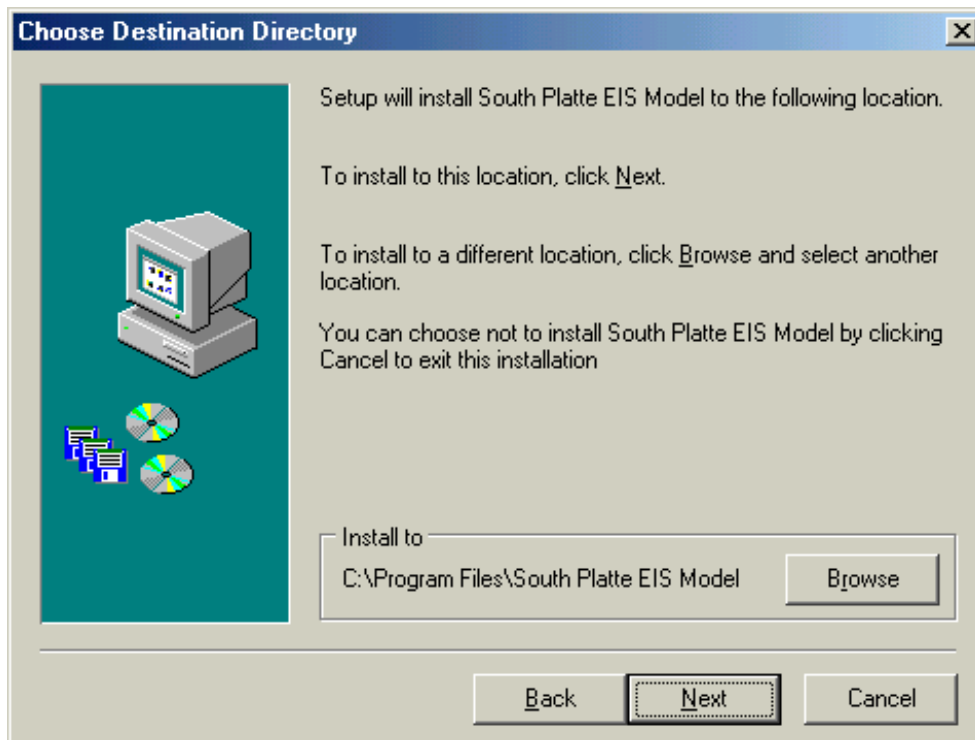 Choose Destination Directory
Setup will install South Platte EIS Model to the following location.
To install to this location, click Next.
To install to a different location, click Browse and select another
location.
You can choose not to install South Platte EIS Model by clicking
Cancel to exit this installation
Install to
C:\Program Files\South Platte EIS Model
Browse
Back
Next
Cancel